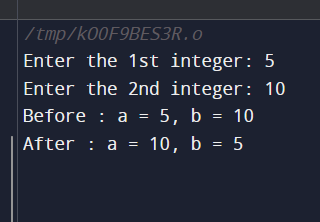 /tmp/kOOF9BES3R.o
Enter the 1st integer: 5
Enter the 2nd integer: 10
Before : a = 5, b = 10
After : a = 10, b = 5